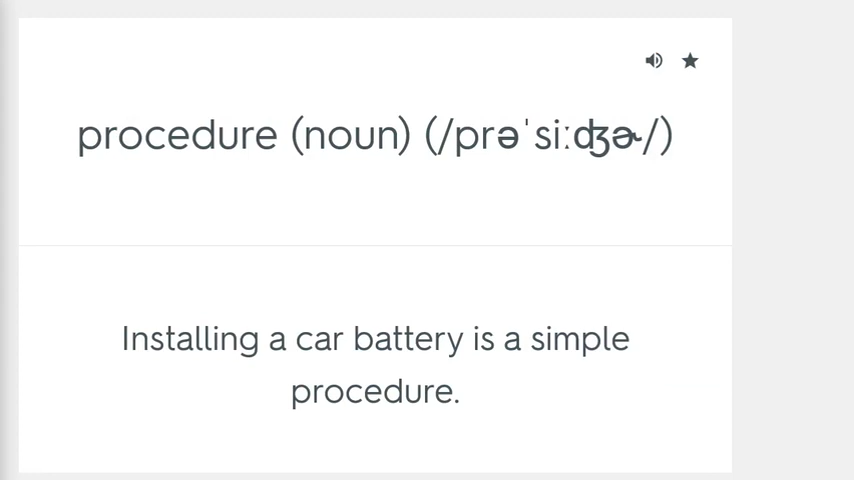 procedure (noun) (/prəˈsiːʤɚ/)
Installing a car battery is a simple
procedure.